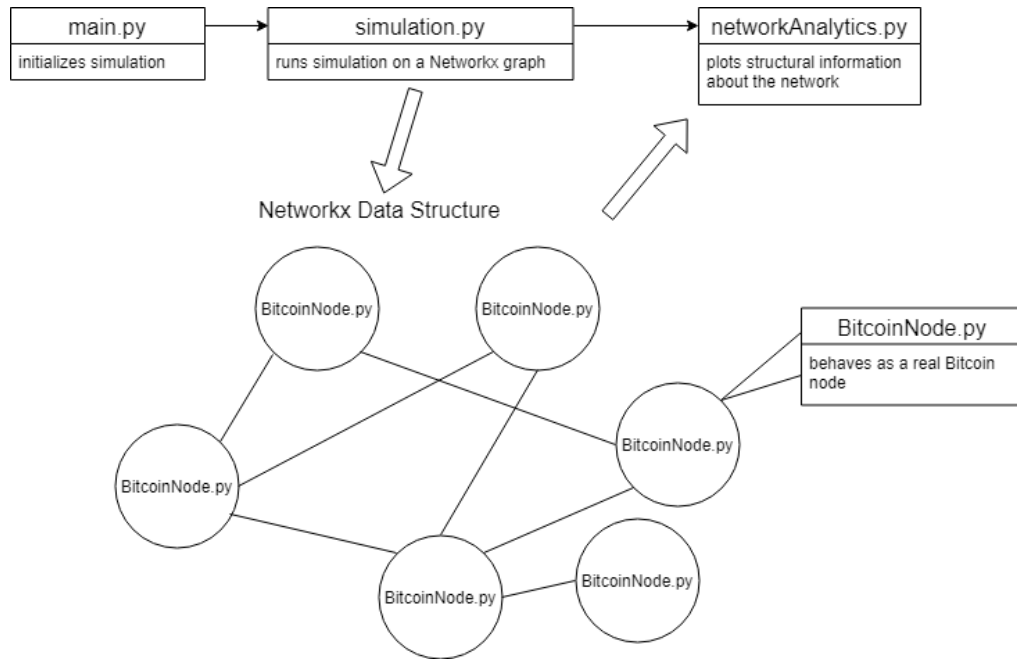 main.py
initializes simulation
simulation.py
runs simulation on a Networkx graph
networkAnalytics.py
plots structural information
about the network
Networkx Data Structure
BitcoinNode.py
BitcoinNode.py
BitcoinNode.py
behaves as a real Bitcoin
node
BitcoinNode.py
BitcoinNode.py
BitcoinNode.py
BitcoinNode.py